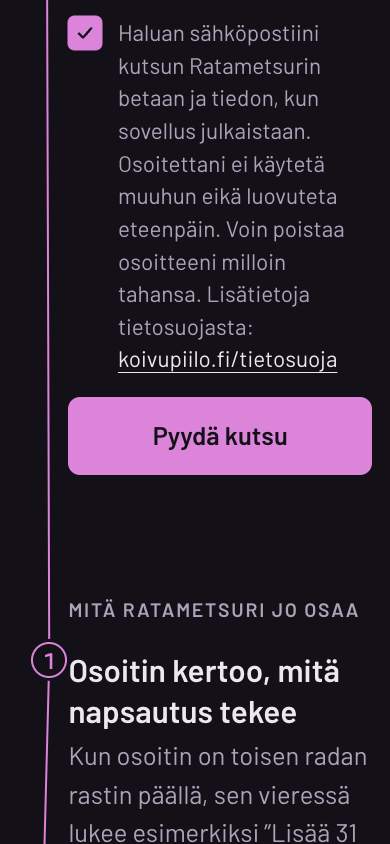 Haluan sähköpostiini
kutsun Ratametsurin
betaan ja tiedon, kun
sovellus julkaistaan.
Osoitettani ei käytetä
muuhun eikä luovuteta
eteenpäin. Voin poistaa
osoitteeni milloin
tahansa. Lisätietoja
tietosuojasta:
koivupiilo.fi/tietosuoja
Pyydä kutsu
MITÄ RATAMETSURI JO OSAA
1
Osoitin kertoo, mitä
napsautus tekee
Kun osoitin on toisen radan
rastin päällä, sen vieressä
lukee esimerkiksi ”Lisää 31